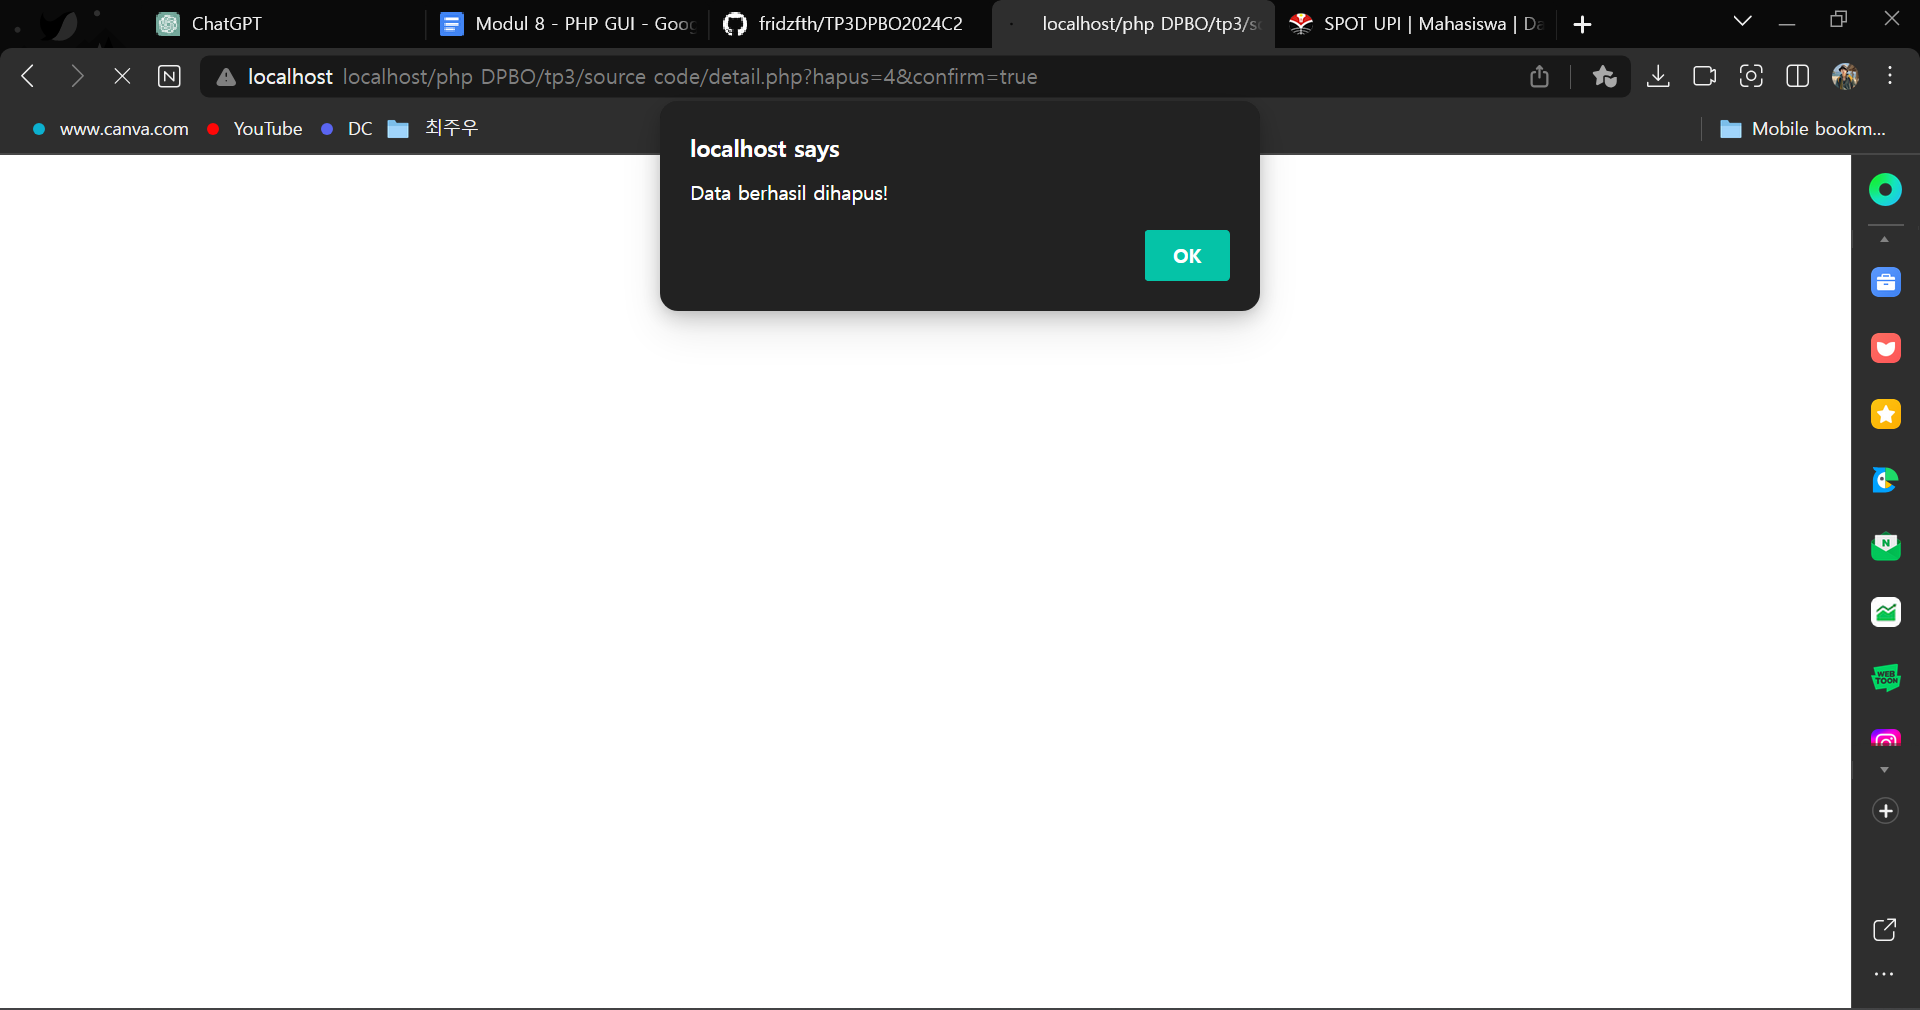 ChatGPT
Modul 8 - PHP GUI - Goog
fridzfth/TP3DPBO2024C2
localhost/php DPBO/tp3/s
SPOT UPI | Mahasiswa | Da
N
localhost localhost/php DPBO/tp3/source code/detail.php?hapus=4&confirm=true
www.canva.com
YouTube
DC
최주우
Mobile bookm...
localhost says
Data berhasil dihapus!
OK
N
WEB
TOON